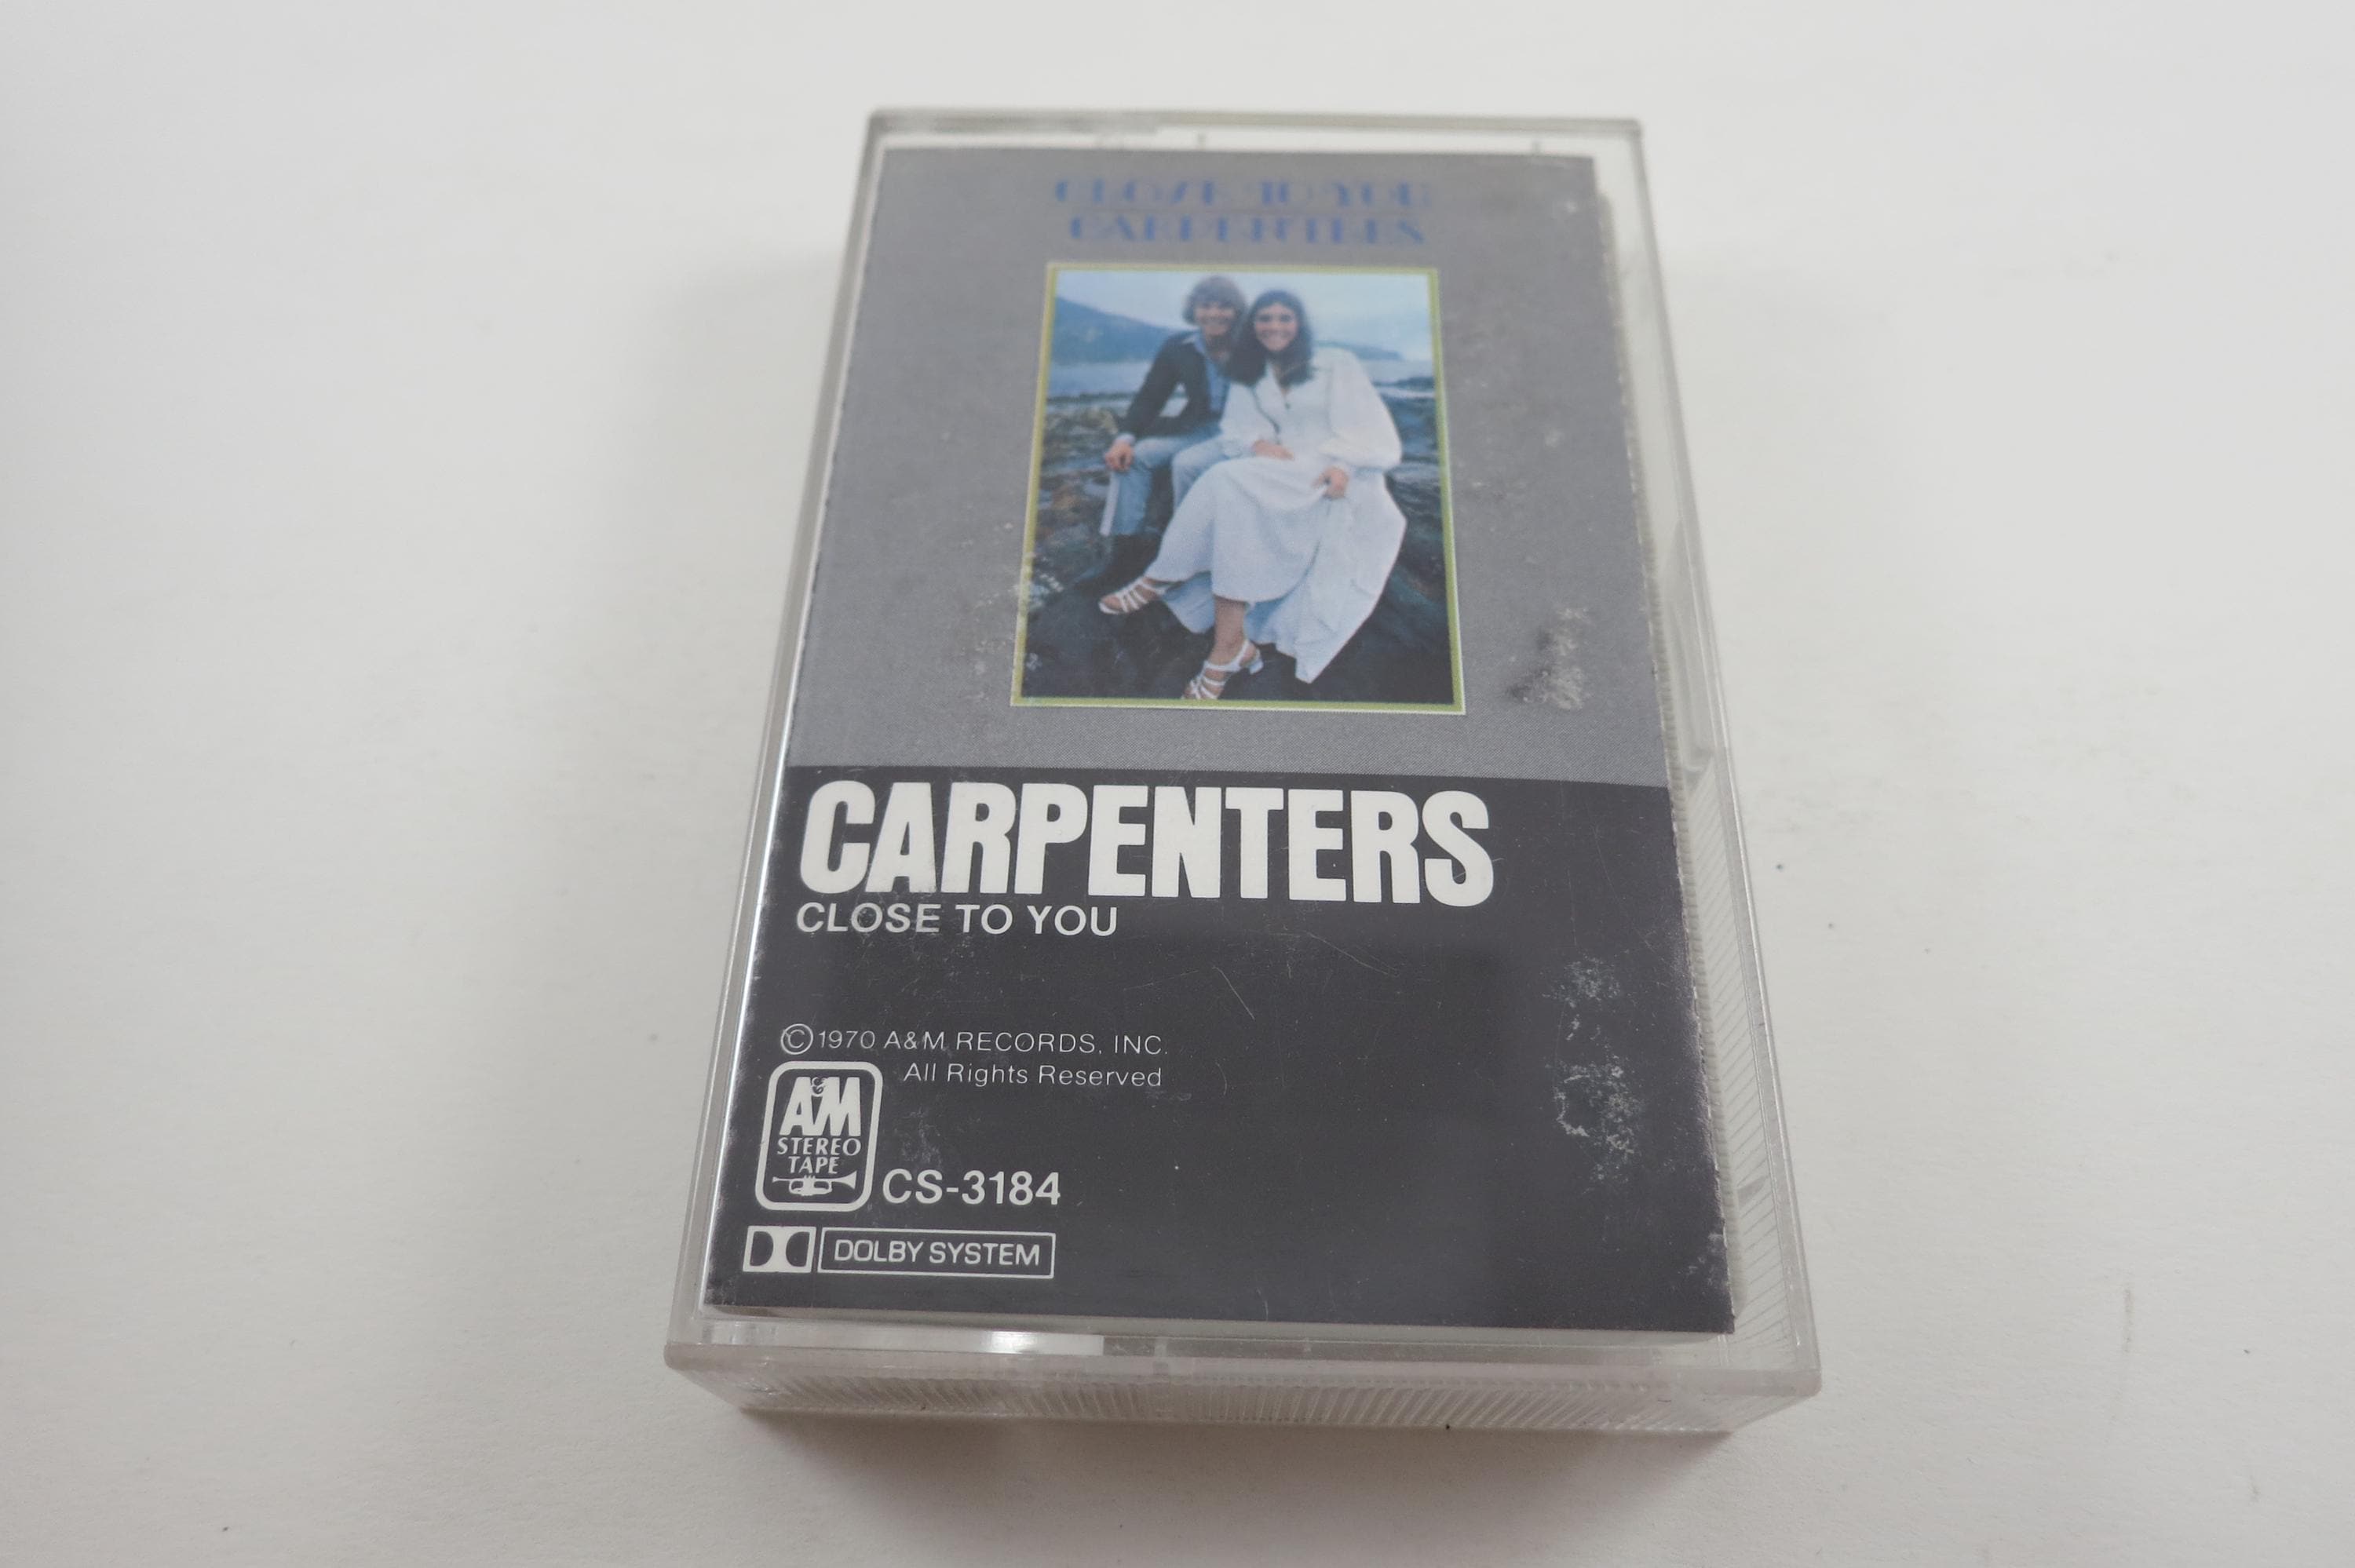 CLOSE TO YOU
CARPENTERS
CARPENTERS
CLOSE TO YOU
©1970 A&M RECORDS, INC.
All Rights Reserved
A&M
STEREO
TAPE
CS-3184
DOLBY SYSTEM